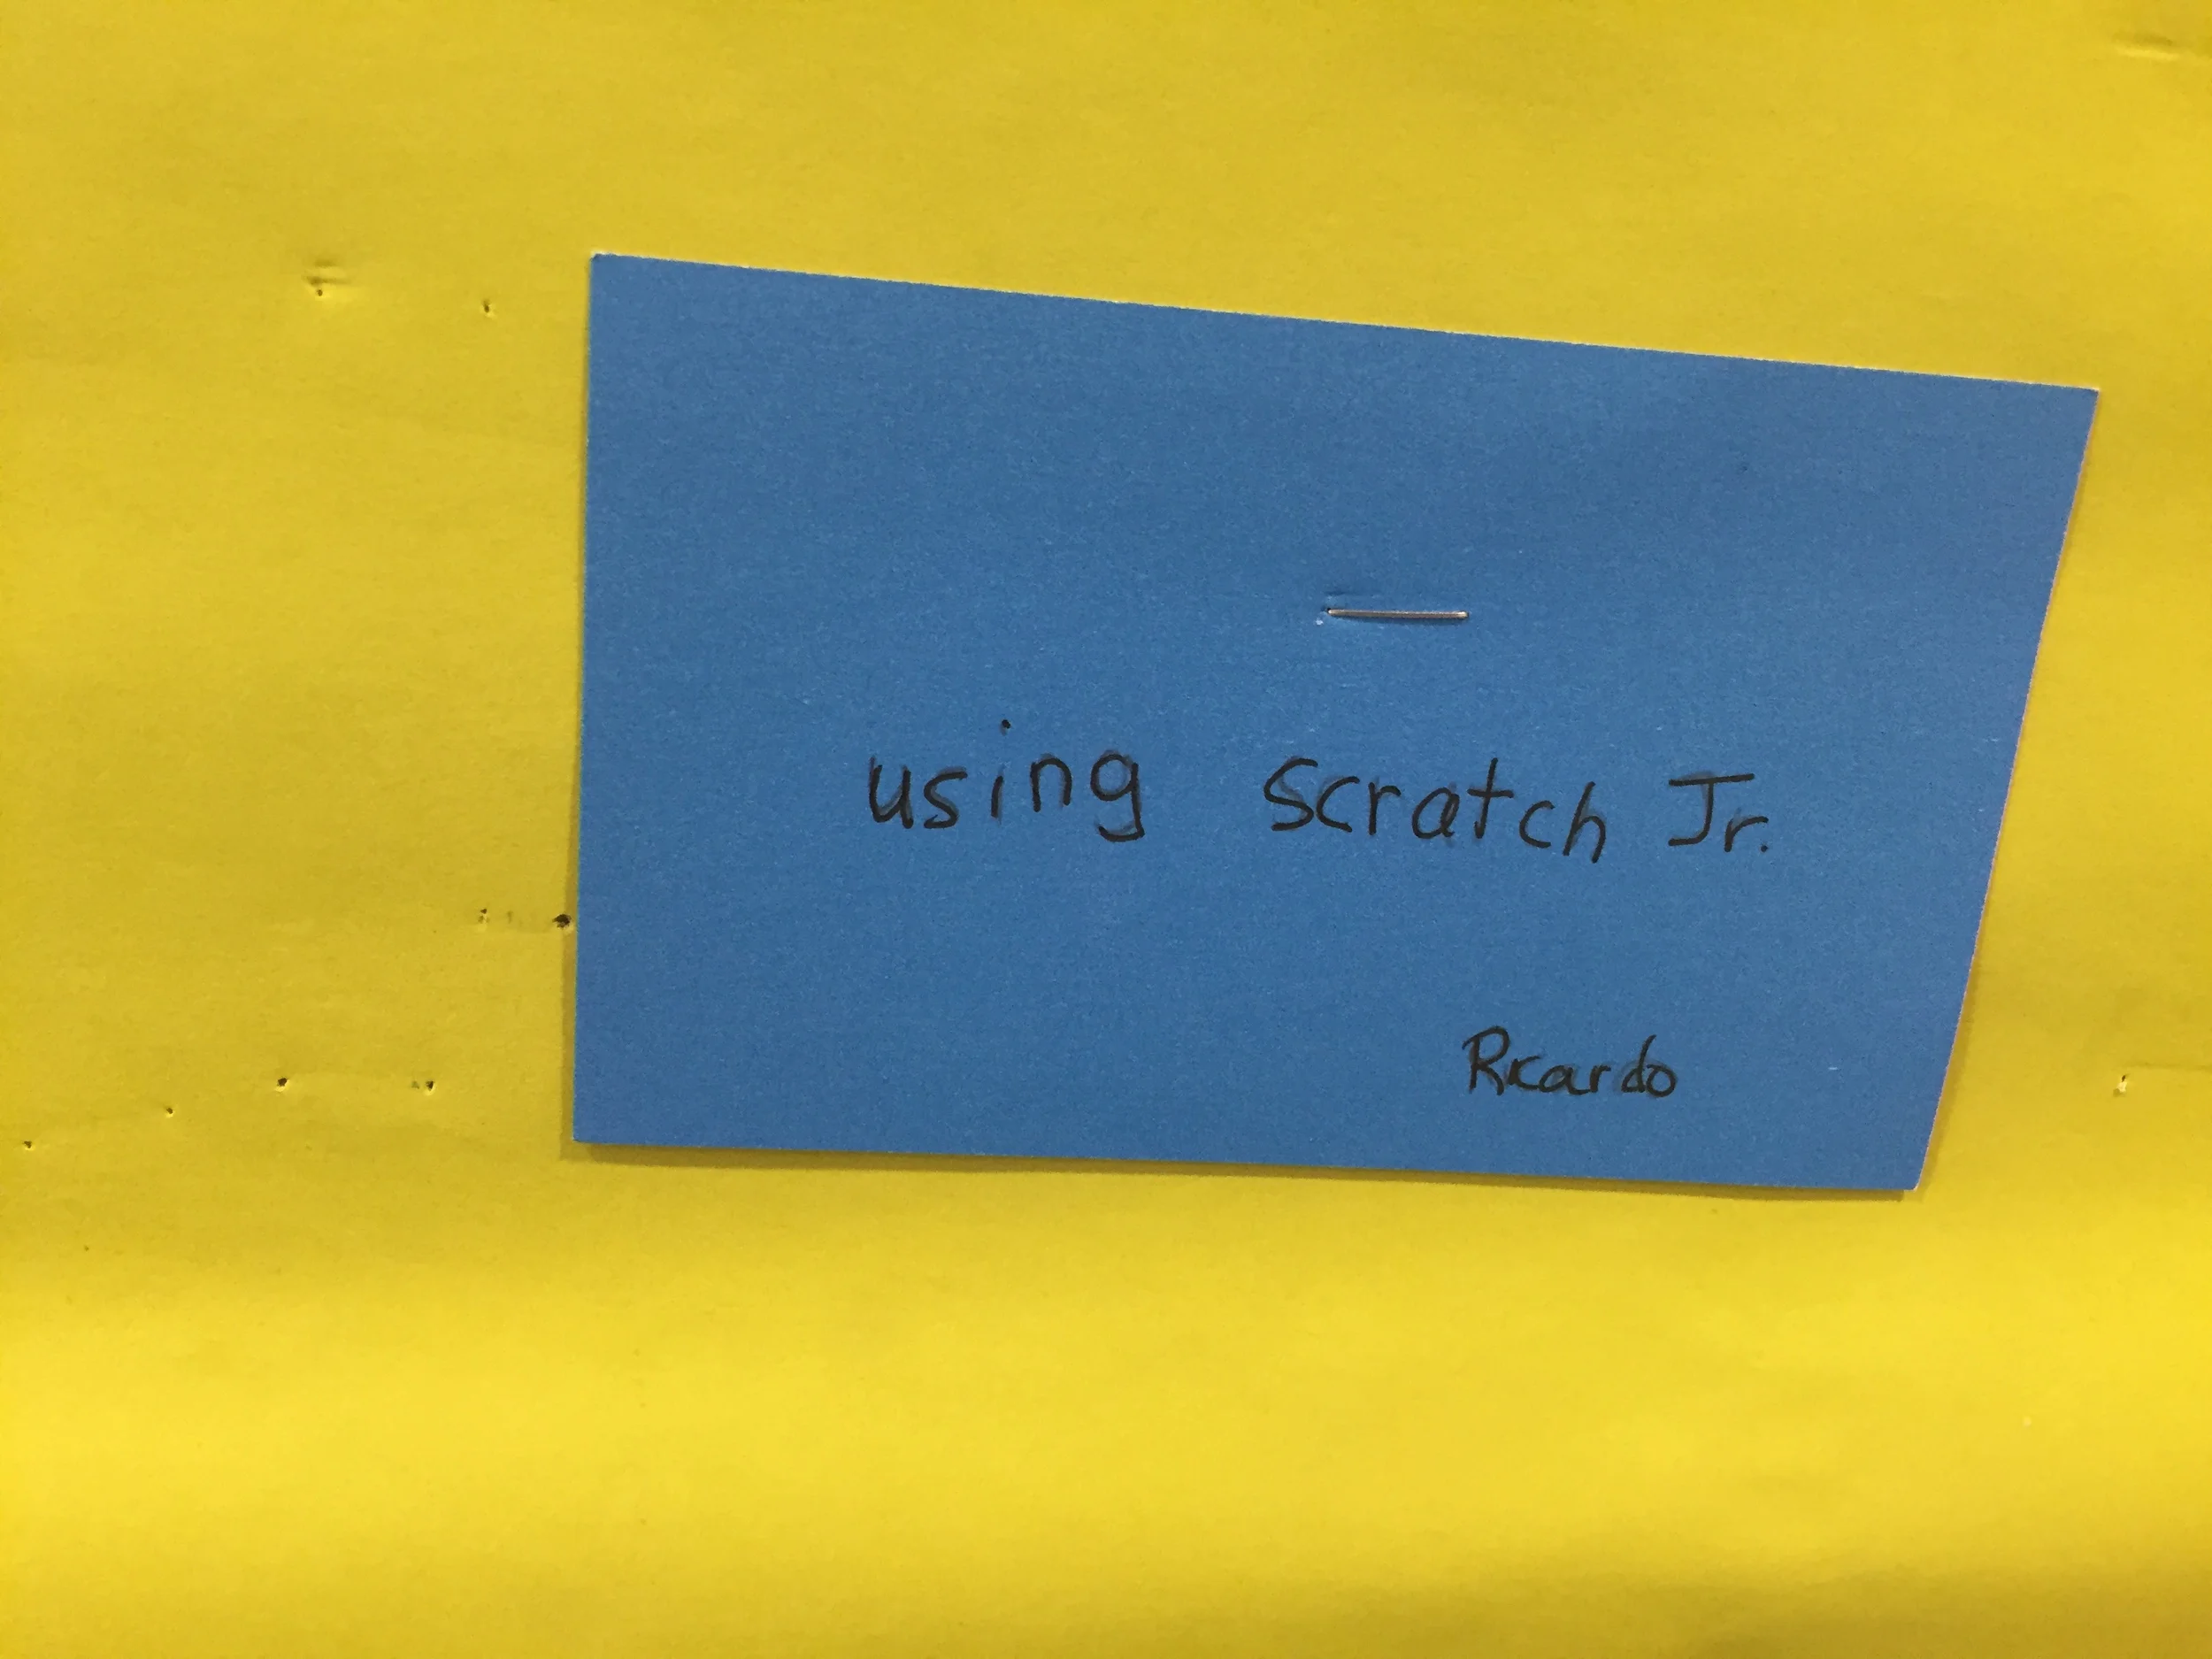 using scratch Jr.
Ricardo